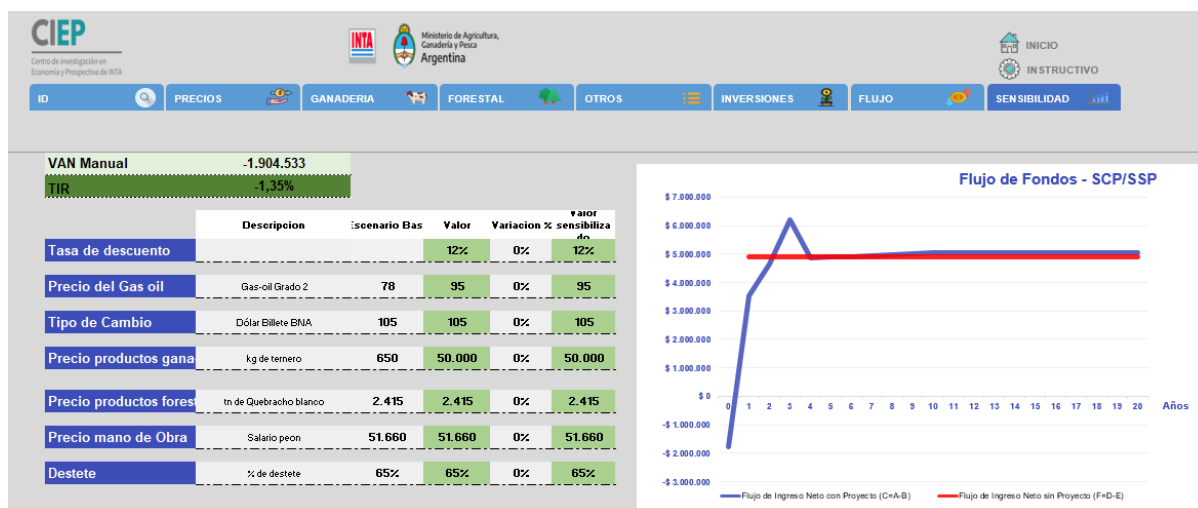 CIEP
Centro de investigación en
Economía y Prospectiva de INTA
INTA
Ministerio de Agricultura,
Ganadería y Pesca
Argentina
INICIO
INSTRUCTIVO
ID PRECIOS GANADERIA FORESTAL OTROS INVERSIONES FLUJO SENSIBILIDAD
VAN Manual -1.904.533
TIR -1,35%
Descripcion :scenario Bas Valor Variacion % Valor
sensibiliza
do
Tasa de descuento 12% 0% 12%
Precio del Gas oil Gas-oil Grado 2 78 95 0% 95
Tipo de Cambio Dólar Billete BNA 105 105 0% 105
Precio productos gana kg de ternero 650 50.000 0% 50.000
Precio productos forest tn de Quebracho blanco 2.415 2.415 0% 2.415
Precio mano de Obra Salario peon 51.660 51.660 0% 51.660
Destete % de destete 65% 65% 0% 65%
Flujo de Fondos - SCP/SSP
$ 7.000.000
$ 6.000.000
$ 5.000.000
$ 4.000.000
$ 3.000.000
$ 2.000.000
$ 1.000.000
$ 0
-$ 1.000.000
-$ 2.000.000
-$ 3.000.000
0 1 2 3 4 5 6 7 8 9 10 11 12 13 14 15 16 17 18 19 20 Años
Flujo de Ingreso Neto con Proyecto (C=A-B) Flujo de Ingreso Neto sin Proyecto (F=D-E)